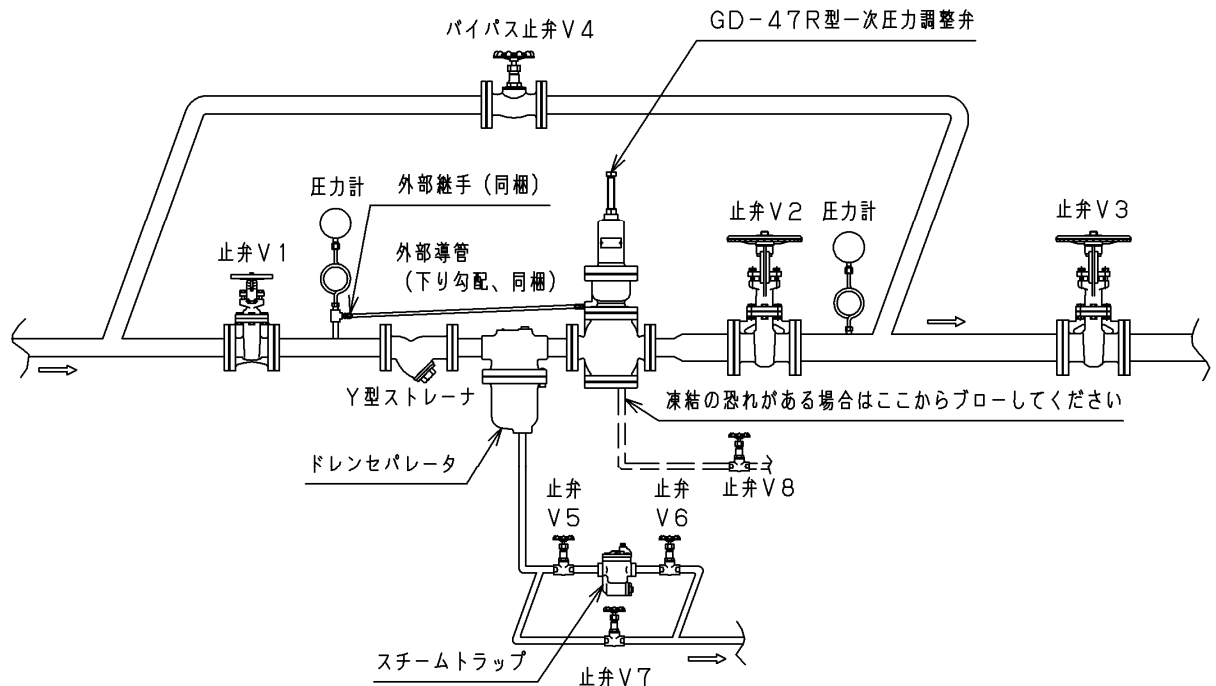 GD-47R型一次圧力調整弁
バイパス止弁V4
圧力計
外部継手(同梱)
止弁V2
圧力計
止弁V3
止弁V1
外部導管
(下り勾配、同梱)
Y型ストレーナ
凍結の恐れがある場合はここからブローしてください
ドレンセパレータ
止弁V8
止弁
V5
止弁
V6
スチームトラップ
止弁V7